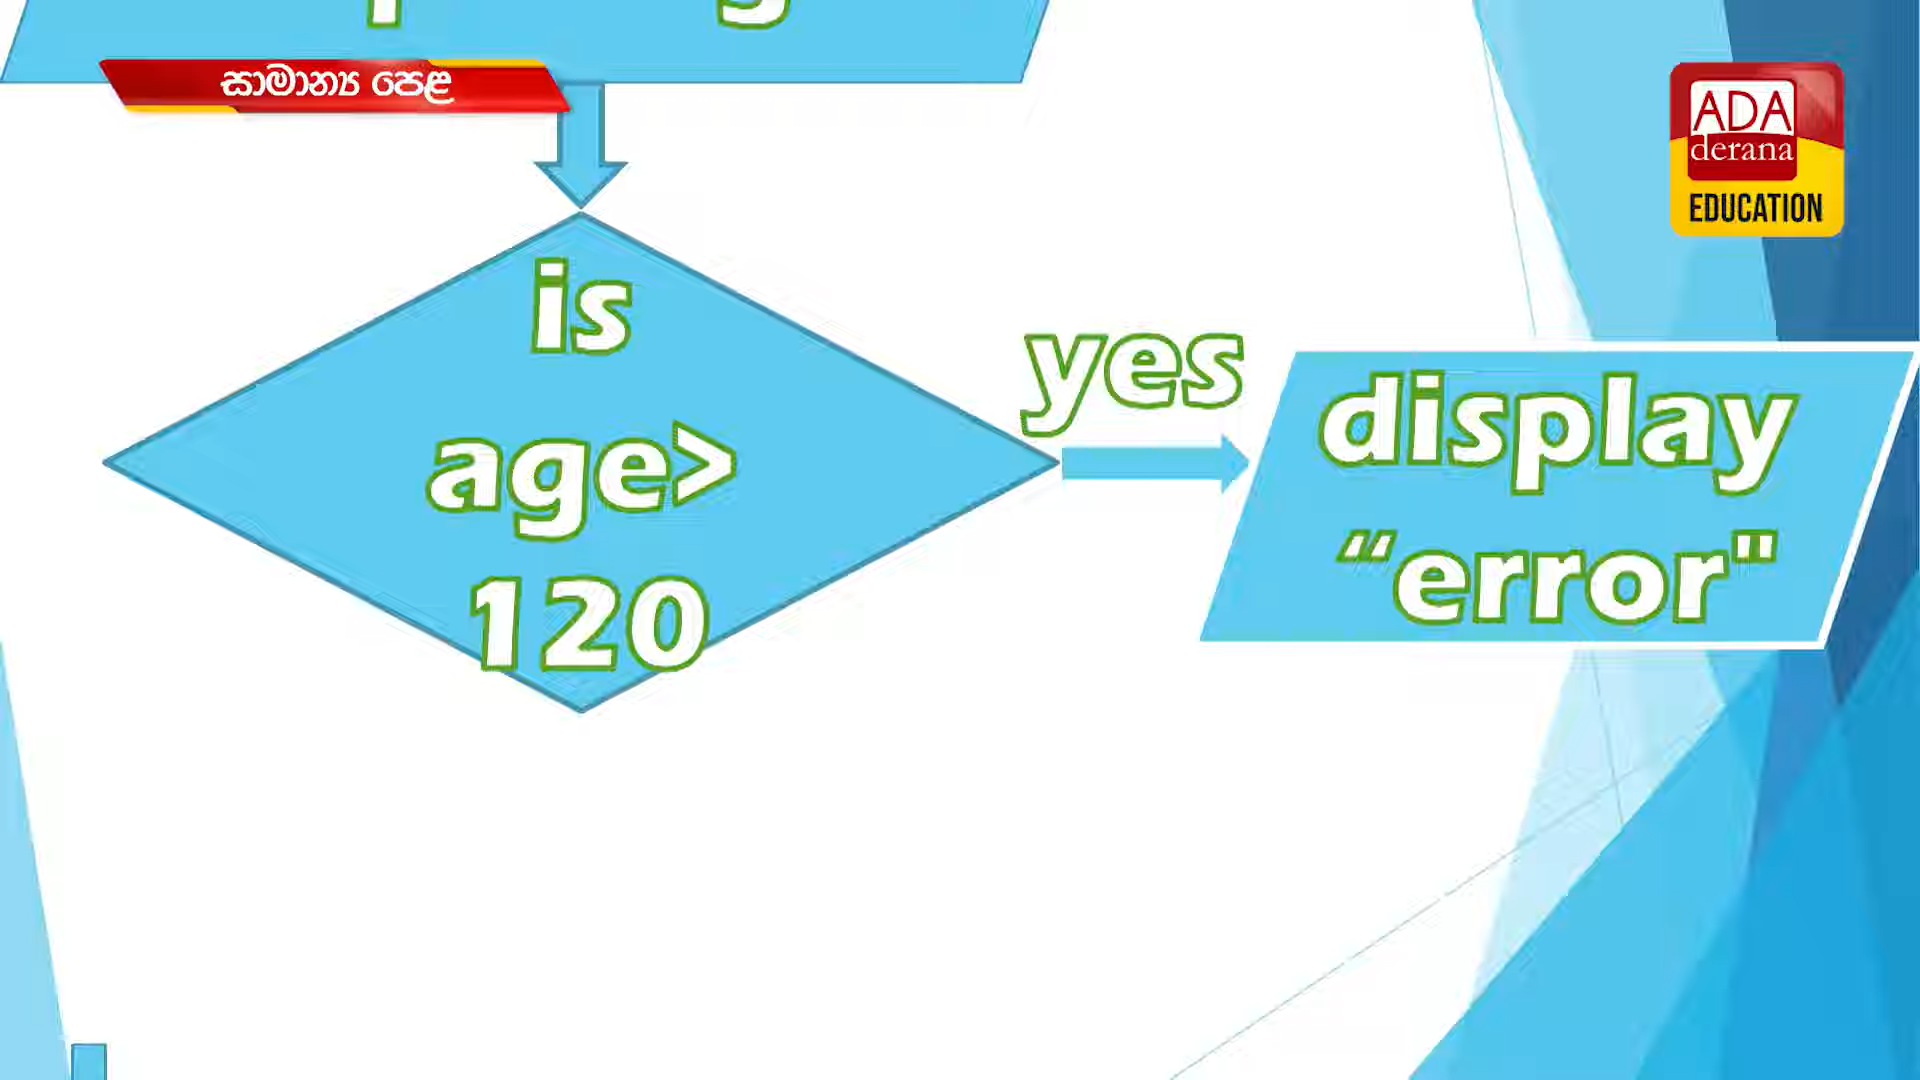 සාමාන්‍ය පෙළ
ADA
derana
EDUCATION
is
age>
120
yes
display
“error"